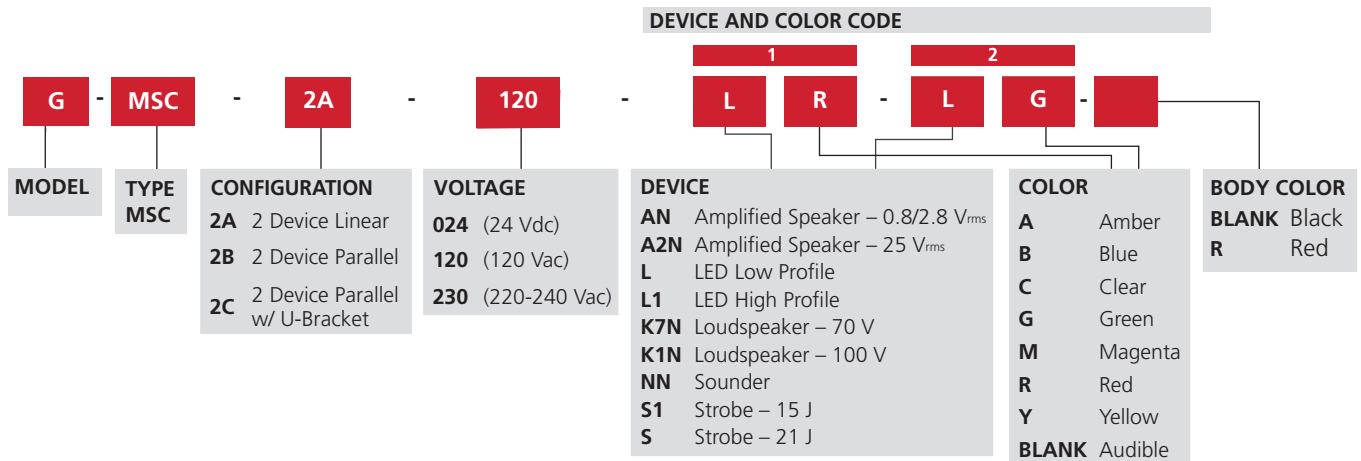 DEVICE AND COLOR CODE
1 2
G - MSC - 2A - 120 - L R - L G -
MODEL
TYPE
MSC
CONFIGURATION
2A 2 Device Linear
2B 2 Device Parallel
2C 2 Device Parallel
w/ U-Bracket
VOLTAGE
024 (24 Vdc)
120 (120 Vac)
230 (220-240 Vac)
DEVICE
AN Amplified Speaker – 0.8/2.8 Vrms
A2N Amplified Speaker – 25 Vrms
L LED Low Profile
L1 LED High Profile
K7N Loudspeaker – 70 V
K1N Loudspeaker – 100 V
NN Sounder
S1 Strobe – 15 J
S Strobe – 21 J
COLOR
A Amber
B Blue
C Clear
G Green
M Magenta
R Red
Y Yellow
BLANK Audible
BODY COLOR
BLANK Black
R Red